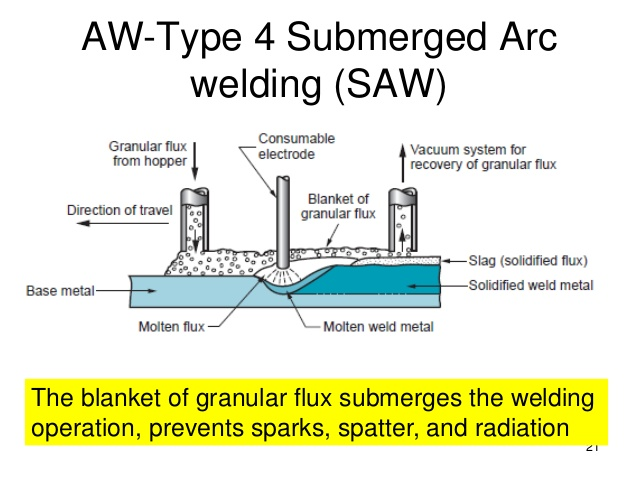 AW-Type 4 Submerged Arc
welding (SAW)
Granular flux
from hopper
Consumable
electrode
Vacuum system for
recovery of granular flux
Direction of travel
Blanket of
granular flux
Slag (solidified flux)
Base metal
Solidified weld metal
Molten flux
Molten weld metal
The blanket of granular flux submerges the welding
operation, prevents sparks, spatter, and radiation
21